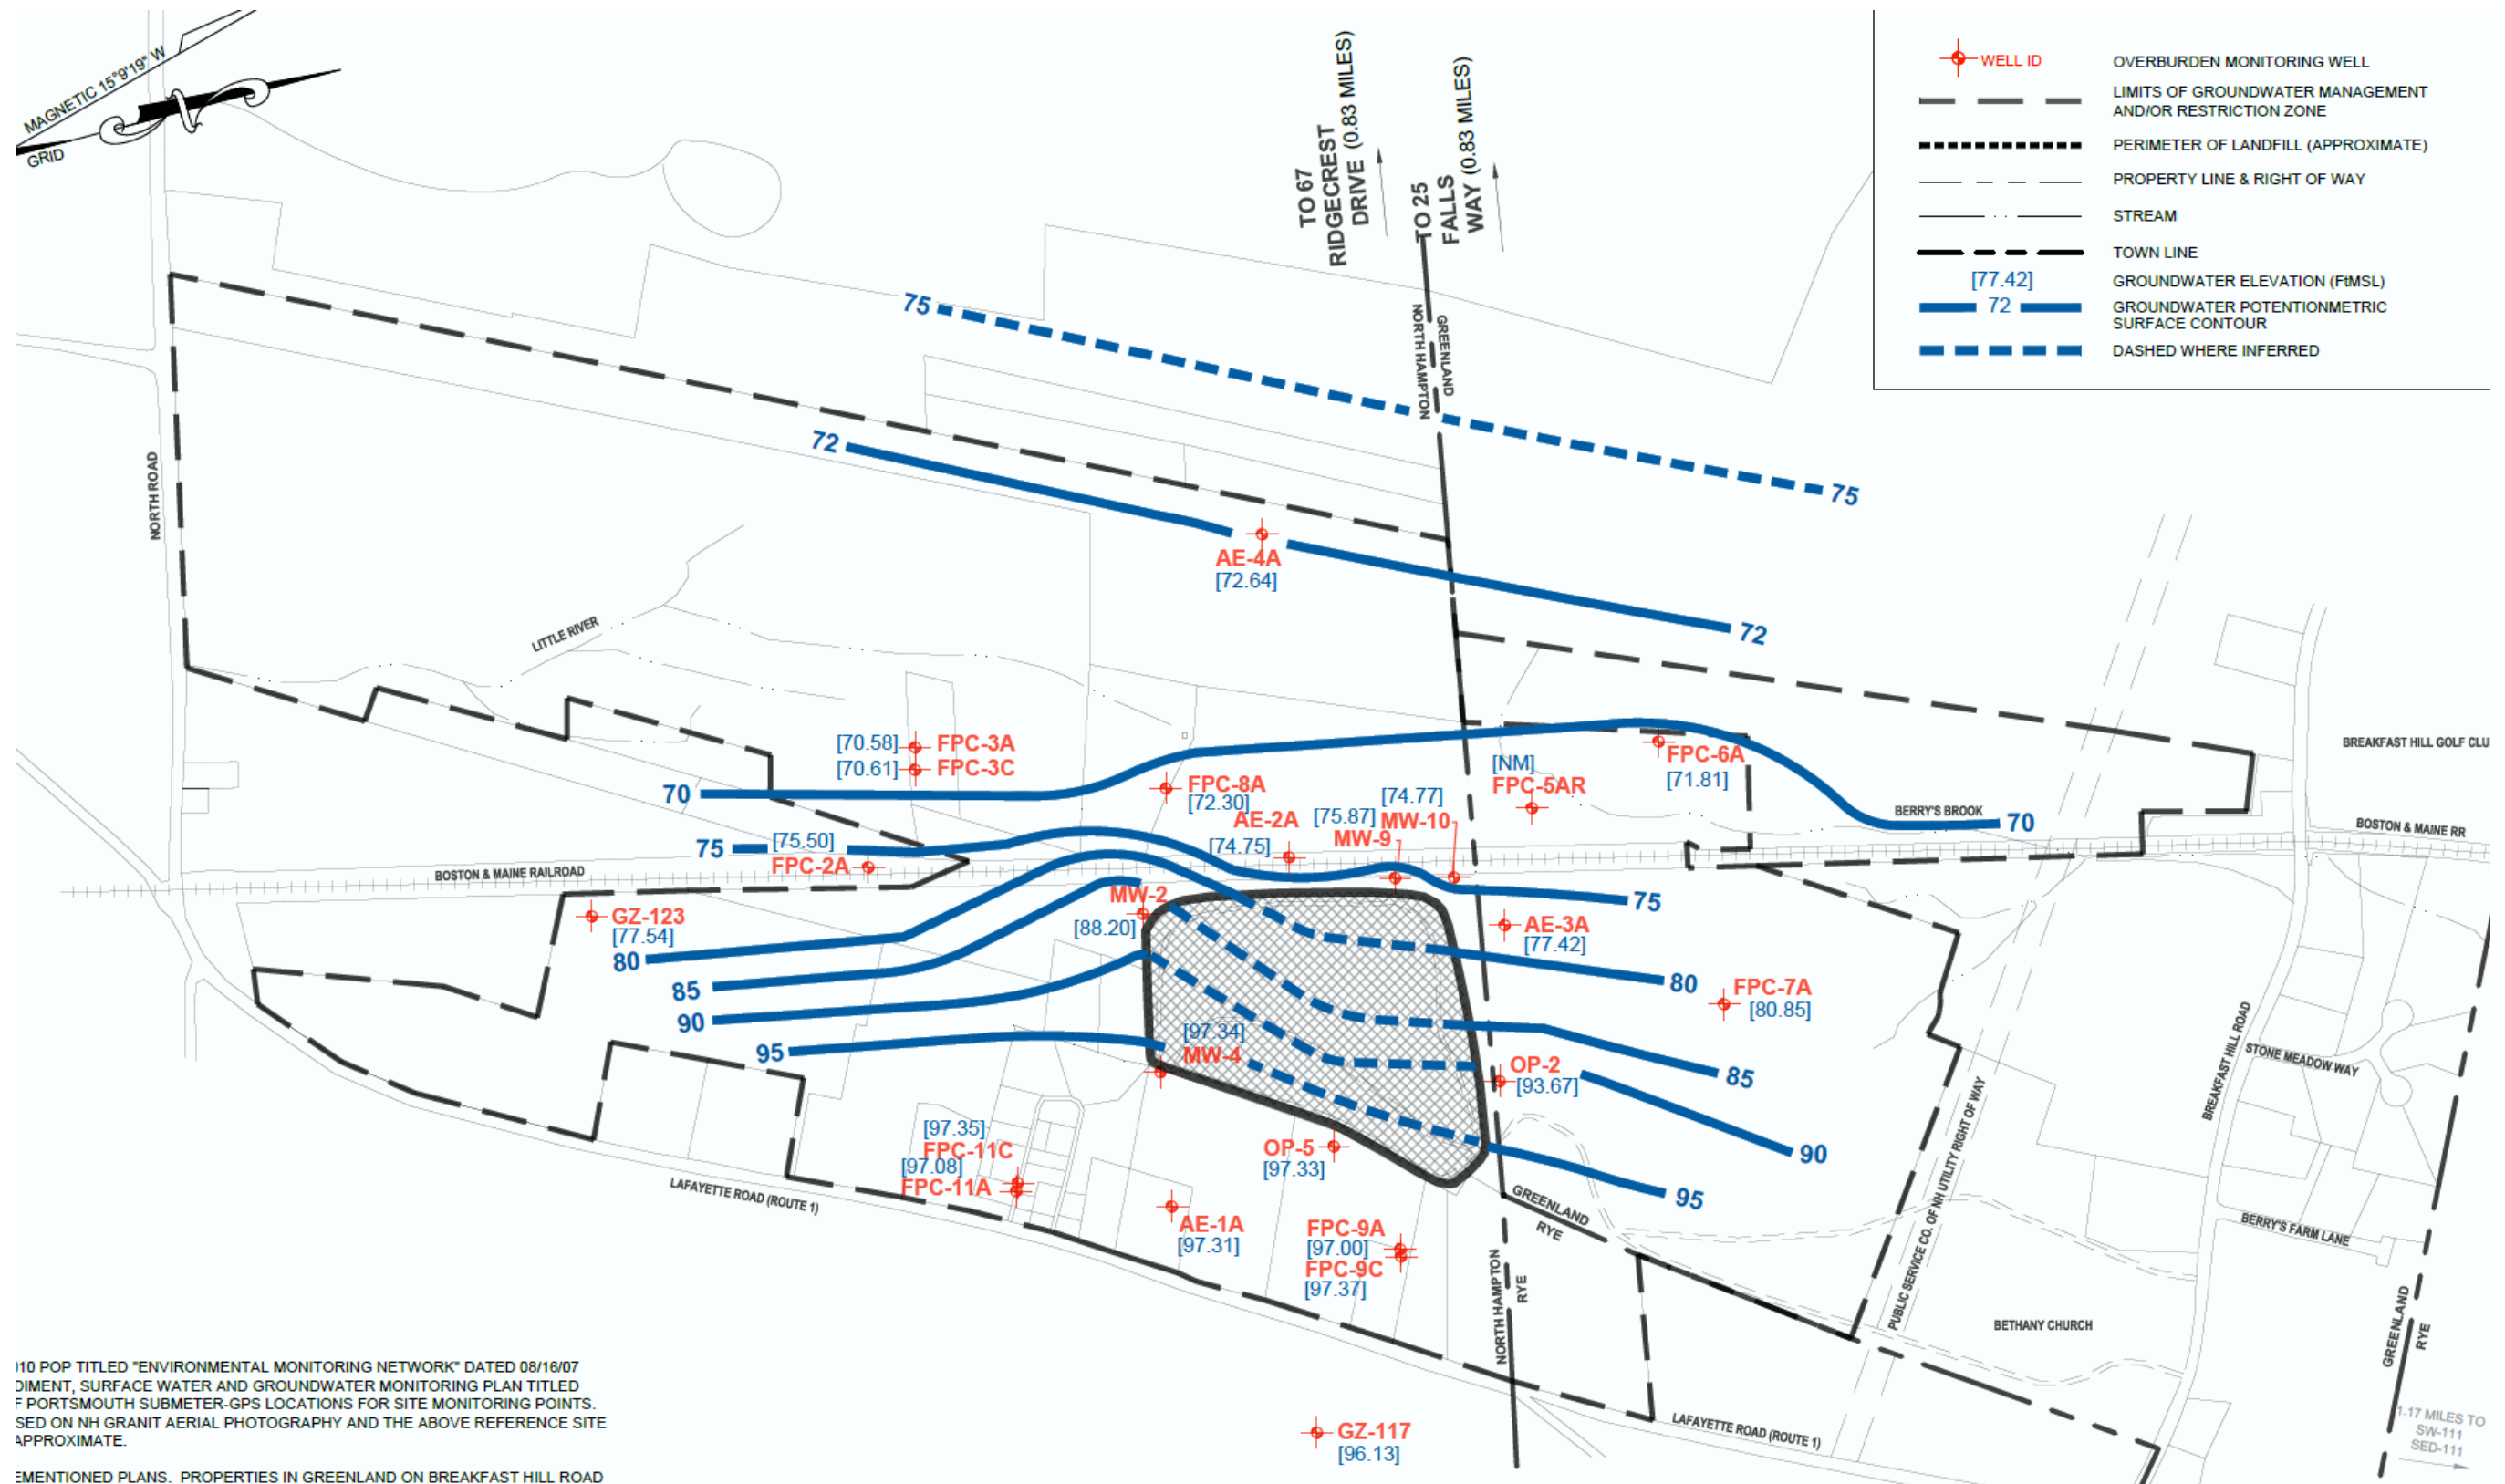 MAGNETIC 15°9'19" W
GRID
TO 67
RIDGECREST
DRIVE (0.83 MILES)
TO 25
FALLS
WAY (0.83 MILES)
WELL ID
OVERBURDEN MONITORING WELL
LIMITS OF GROUNDWATER MANAGEMENT
AND/OR RESTRICTION ZONE
PERIMETER OF LANDFILL (APPROXIMATE)
PROPERTY LINE & RIGHT OF WAY
STREAM
TOWN LINE
[77.42]
GROUNDWATER ELEVATION (FtMSL)
72
GROUNDWATER POTENTIONMETRIC
SURFACE CONTOUR
DASHED WHERE INFERRED
75
NORTH HAMPTON
GREENLAND
75
72
72
NORTH ROAD
AE-4A
[72.64]
LITTLE RIVER
[70.58]
FPC-3A
[70.61]
FPC-3C
70
FPC-8A
[72.30]
[NM]
FPC-5AR
FPC-6A
[71.81]
BREAKFAST HILL GOLF CLU
BERRY'S BROOK
70
BOSTON & MAINE RR
[74.77]
MW-10
[75.87]
MW-9
AE-2A
[74.75]
75
[75.50]
FPC-2A
BOSTON & MAINE RAILROAD
MW-2
[88.20]
75
GZ-123
[77.54]
AE-3A
[77.42]
80
80
FPC-7A
[80.85]
85
90
95
[97.34]
MW-4
OP-2
[93.67]
85
90
95
BREAKFAST HILL ROAD
STONE MEADOW WAY
BERRY'S FARM LANE
PUBLIC SERVICE CO. OF NH UTILITY RIGHT OF WAY
[97.35]
FPC-11C
[97.08]
FPC-11A
OP-5
[97.33]
LAFAYETTE ROAD (ROUTE 1)
AE-1A
[97.31]
FPC-9A
[97.00]
FPC-9C
[97.37]
GREENLAND
RYE
NORTH HAMPTON
RYE
BETHANY CHURCH
GREENLAND
RYE
LAFAYETTE ROAD (ROUTE 1)
GZ-117
[96.13]
1.17 MILES TO
SW-111
SED-111
10 POP TITLED "ENVIRONMENTAL MONITORING NETWORK" DATED 08/16/07
DIMENT, SURFACE WATER AND GROUNDWATER MONITORING PLAN TITLED
F PORTSMOUTH SUBMETER-GPS LOCATIONS FOR SITE MONITORING POINTS.
SED ON NH GRANIT AERIAL PHOTOGRAPHY AND THE ABOVE REFERENCE SITE
APPROXIMATE.
EMENTIONED PLANS. PROPERTIES IN GREENLAND ON BREAKFAST HILL ROAD